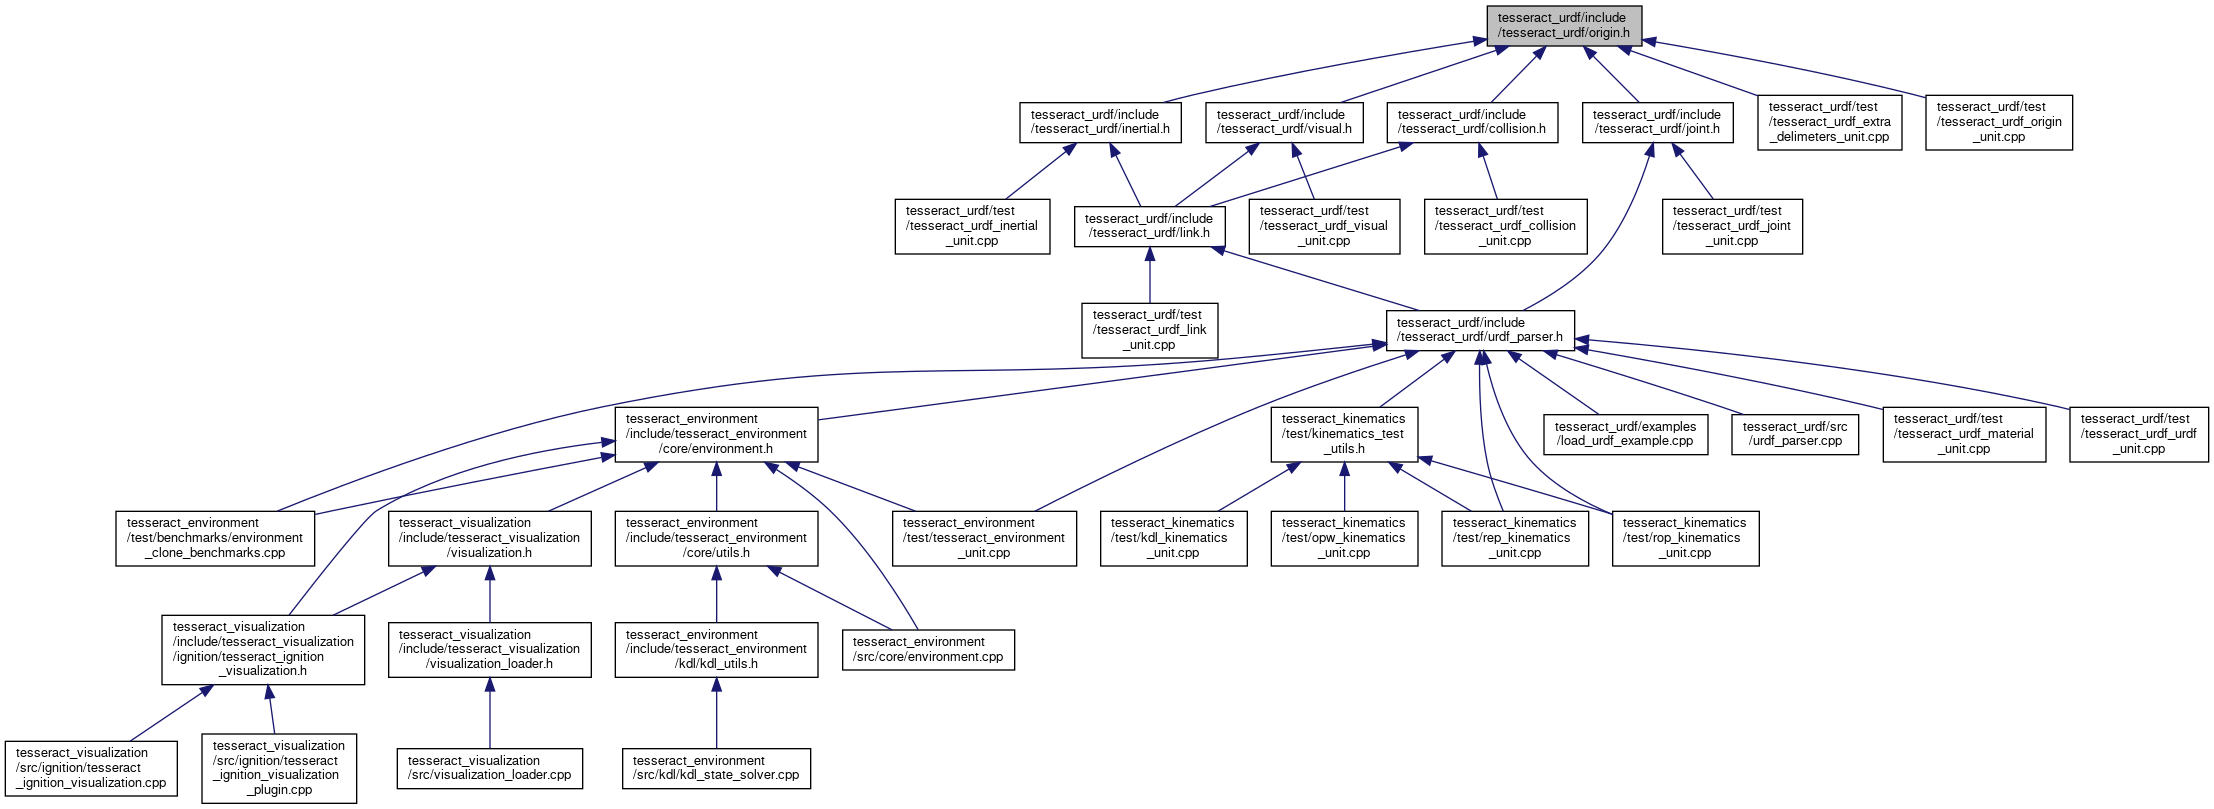 tesseract_urdf/include
/tesseract_urdf/origin.h
tesseract_urdf/include
/tesseract_urdf/inertial.h
tesseract_urdf/include
/tesseract_urdf/visual.h
tesseract_urdf/include
/tesseract_urdf/collision.h
tesseract_urdf/include
/tesseract_urdf/joint.h
tesseract_urdf/test
/tesseract_urdf_extra
_delimeters_unit.cpp
tesseract_urdf/test
/tesseract_urdf_origin
_unit.cpp
tesseract_urdf/test
/tesseract_urdf_inertial
_unit.cpp
tesseract_urdf/include
/tesseract_urdf/link.h
tesseract_urdf/test
/tesseract_urdf_visual
_unit.cpp
tesseract_urdf/test
/tesseract_urdf_collision
_unit.cpp
tesseract_urdf/test
/tesseract_urdf_joint
_unit.cpp
tesseract_urdf/test
/tesseract_urdf_link
_unit.cpp
tesseract_urdf/include
/tesseract_urdf/urdf_parser.h
tesseract_environment
/include/tesseract_environment
/core/environment.h
tesseract_kinematics
/test/kinematics_test
_utils.h
tesseract_urdf/examples
/load_urdf_example.cpp
tesseract_urdf/src
/urdf_parser.cpp
tesseract_urdf/test
/tesseract_urdf_material
_unit.cpp
tesseract_urdf/test
/tesseract_urdf_urdf
_unit.cpp
tesseract_environment
/test/benchmarks/environment
_clone_benchmarks.cpp
tesseract_visualization
/include/tesseract_visualization
/visualization.h
tesseract_environment
/include/tesseract_environment
/core/utils.h
tesseract_environment
/test/tesseract_environment
_unit.cpp
tesseract_kinematics
/test/kdl_kinematics
_unit.cpp
tesseract_kinematics
/test/opw_kinematics
_unit.cpp
tesseract_kinematics
/test/rep_kinematics
_unit.cpp
tesseract_kinematics
/test/rop_kinematics
_unit.cpp
tesseract_visualization
/include/tesseract_visualization
/ignition/tesseract_ignition
_visualization.h
tesseract_visualization
/include/tesseract_visualization
/visualization_loader.h
tesseract_environment
/include/tesseract_environment
/kdl/kdl_utils.h
tesseract_environment
/src/core/environment.cpp
tesseract_visualization
/src/ignition/tesseract
_ignition_visualization.cpp
tesseract_visualization
/src/ignition/tesseract
_ignition_visualization
_plugin.cpp
tesseract_visualization
/src/visualization_loader.cpp
tesseract_environment
/src/kdl/kdl_state_solver.cpp